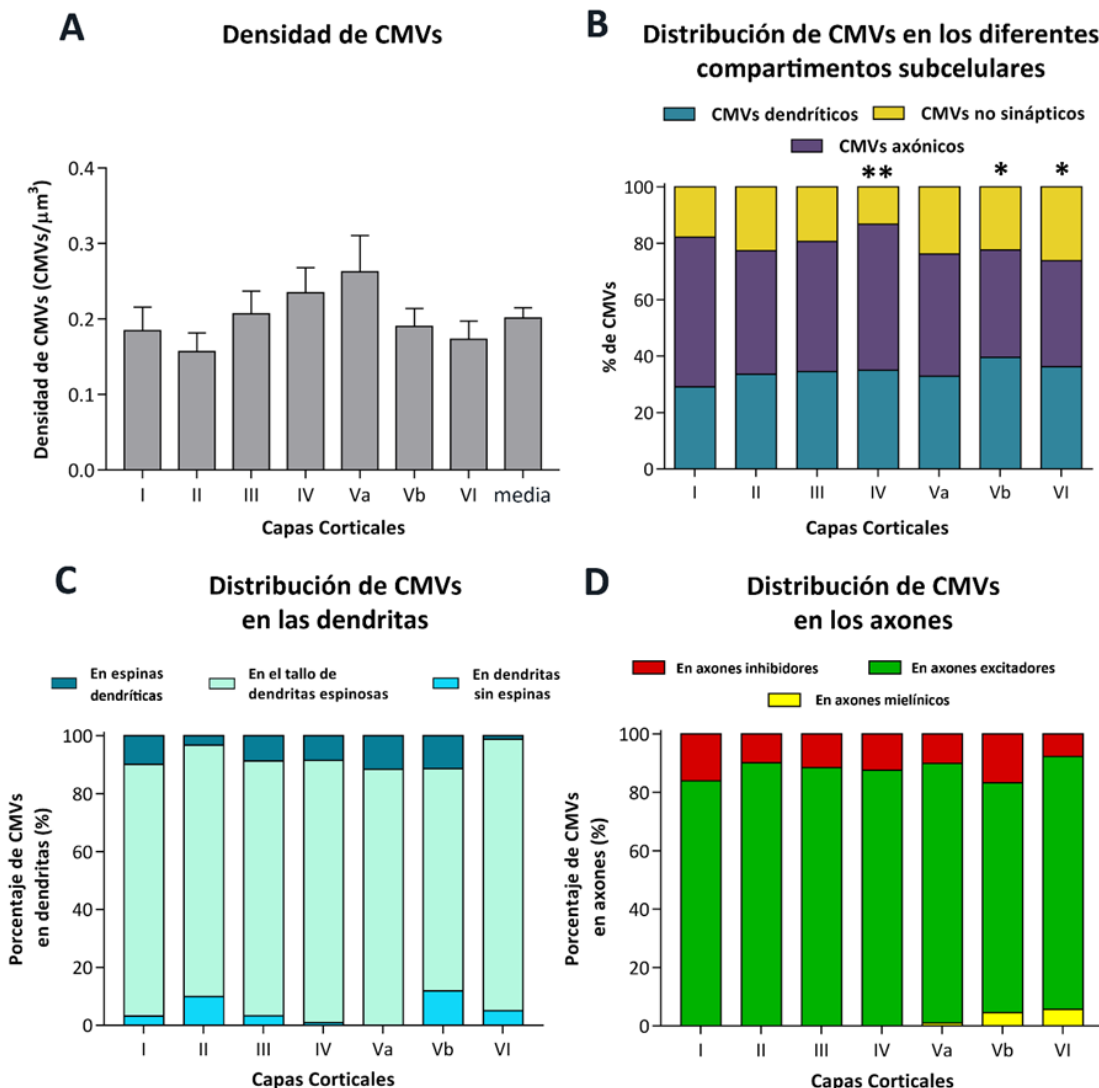 A
Densidad de CMVs
Densidad de CMVs (CMVs/μm³)
0.4
0.3
0.2
0.1
0.0
I II III IV Va Vb VI media
Capas Corticales
B
Distribución de CMVs en los diferentes
compartimentos subcelulares
CMVs dendríticos CMVs no sinápticos
CMVs axónicos
** * *
% de CMVs
100
80
60
40
20
0
I II III IV Va Vb VI
Capas Corticales
C
Distribución de CMVs
en las dendritas
En espinas
dendríticas
En el tallo de
dendritas espinosas
En dendritas
sin espinas
Porcentaje de CMVs
en dendritas (%)
100
80
60
40
20
0
I II III IV Va Vb VI
Capas Corticales
D
Distribución de CMVs
en los axones
En axones inhibidores En axones excitadores
En axones mielínicos
Porcentaje de CMVs
en axones (%)
100
80
60
40
20
0
I II III IV Va Vb VI
Capas Corticales